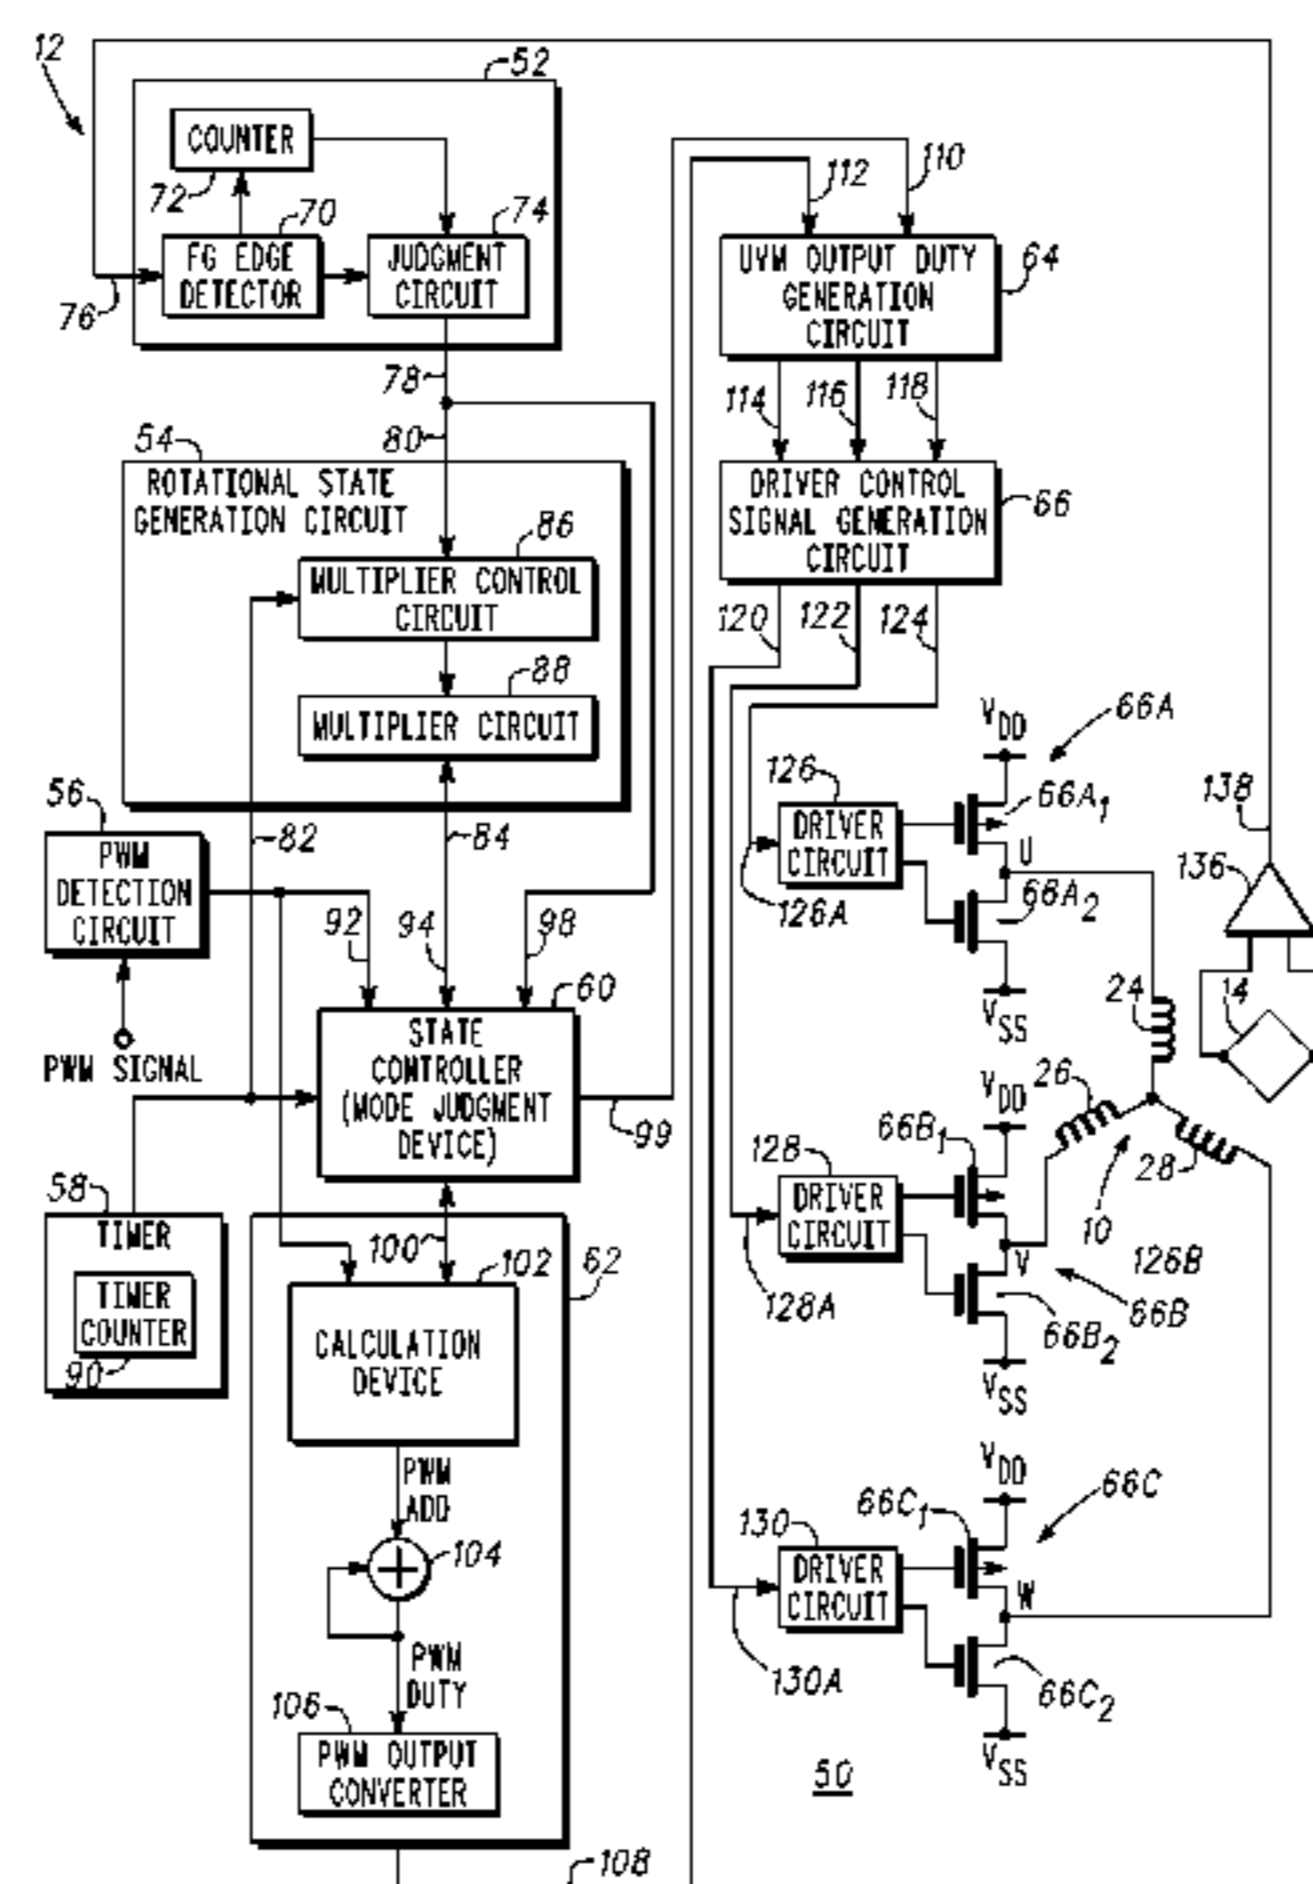 12
52
COUNTER
72
70
74
FG EDGE
DETECTOR
JUDGMENT
CIRCUIT
76
78
80
54
ROTATIONAL STATE
GENERATION CIRCUIT
86
MULTIPLIER CONTROL
CIRCUIT
88
MULTIPLIER CIRCUIT
56
PWM
DETECTION
CIRCUIT
82
84
92
94
98
PWM SIGNAL
60
STATE
CONTROLLER
(MODE JUDGMENT
DEVICE)
99
58
TIMER
TIMER
COUNTER
90
100
102
62
CALCULATION
DEVICE
PWM
ADD
104
PWM
DUTY
106
PWM OUTPUT
CONVERTER
108
112
110
UVM OUTPUT DUTY
GENERATION
CIRCUIT
64
114
116
118
DRIVER CONTROL
SIGNAL GENERATION
CIRCUIT
66
120
122
124
VDD
66A
126
DRIVER
CIRCUIT
66A1
U
126A
66A2
VSS
138
136
14
24
26
28
10
VDD
66B1
128
DRIVER
CIRCUIT
V
126B
66B
128A
66B2
VSS
VDD
66C1
66C
130
DRIVER
CIRCUIT
W
130A
66C2
VSS
50